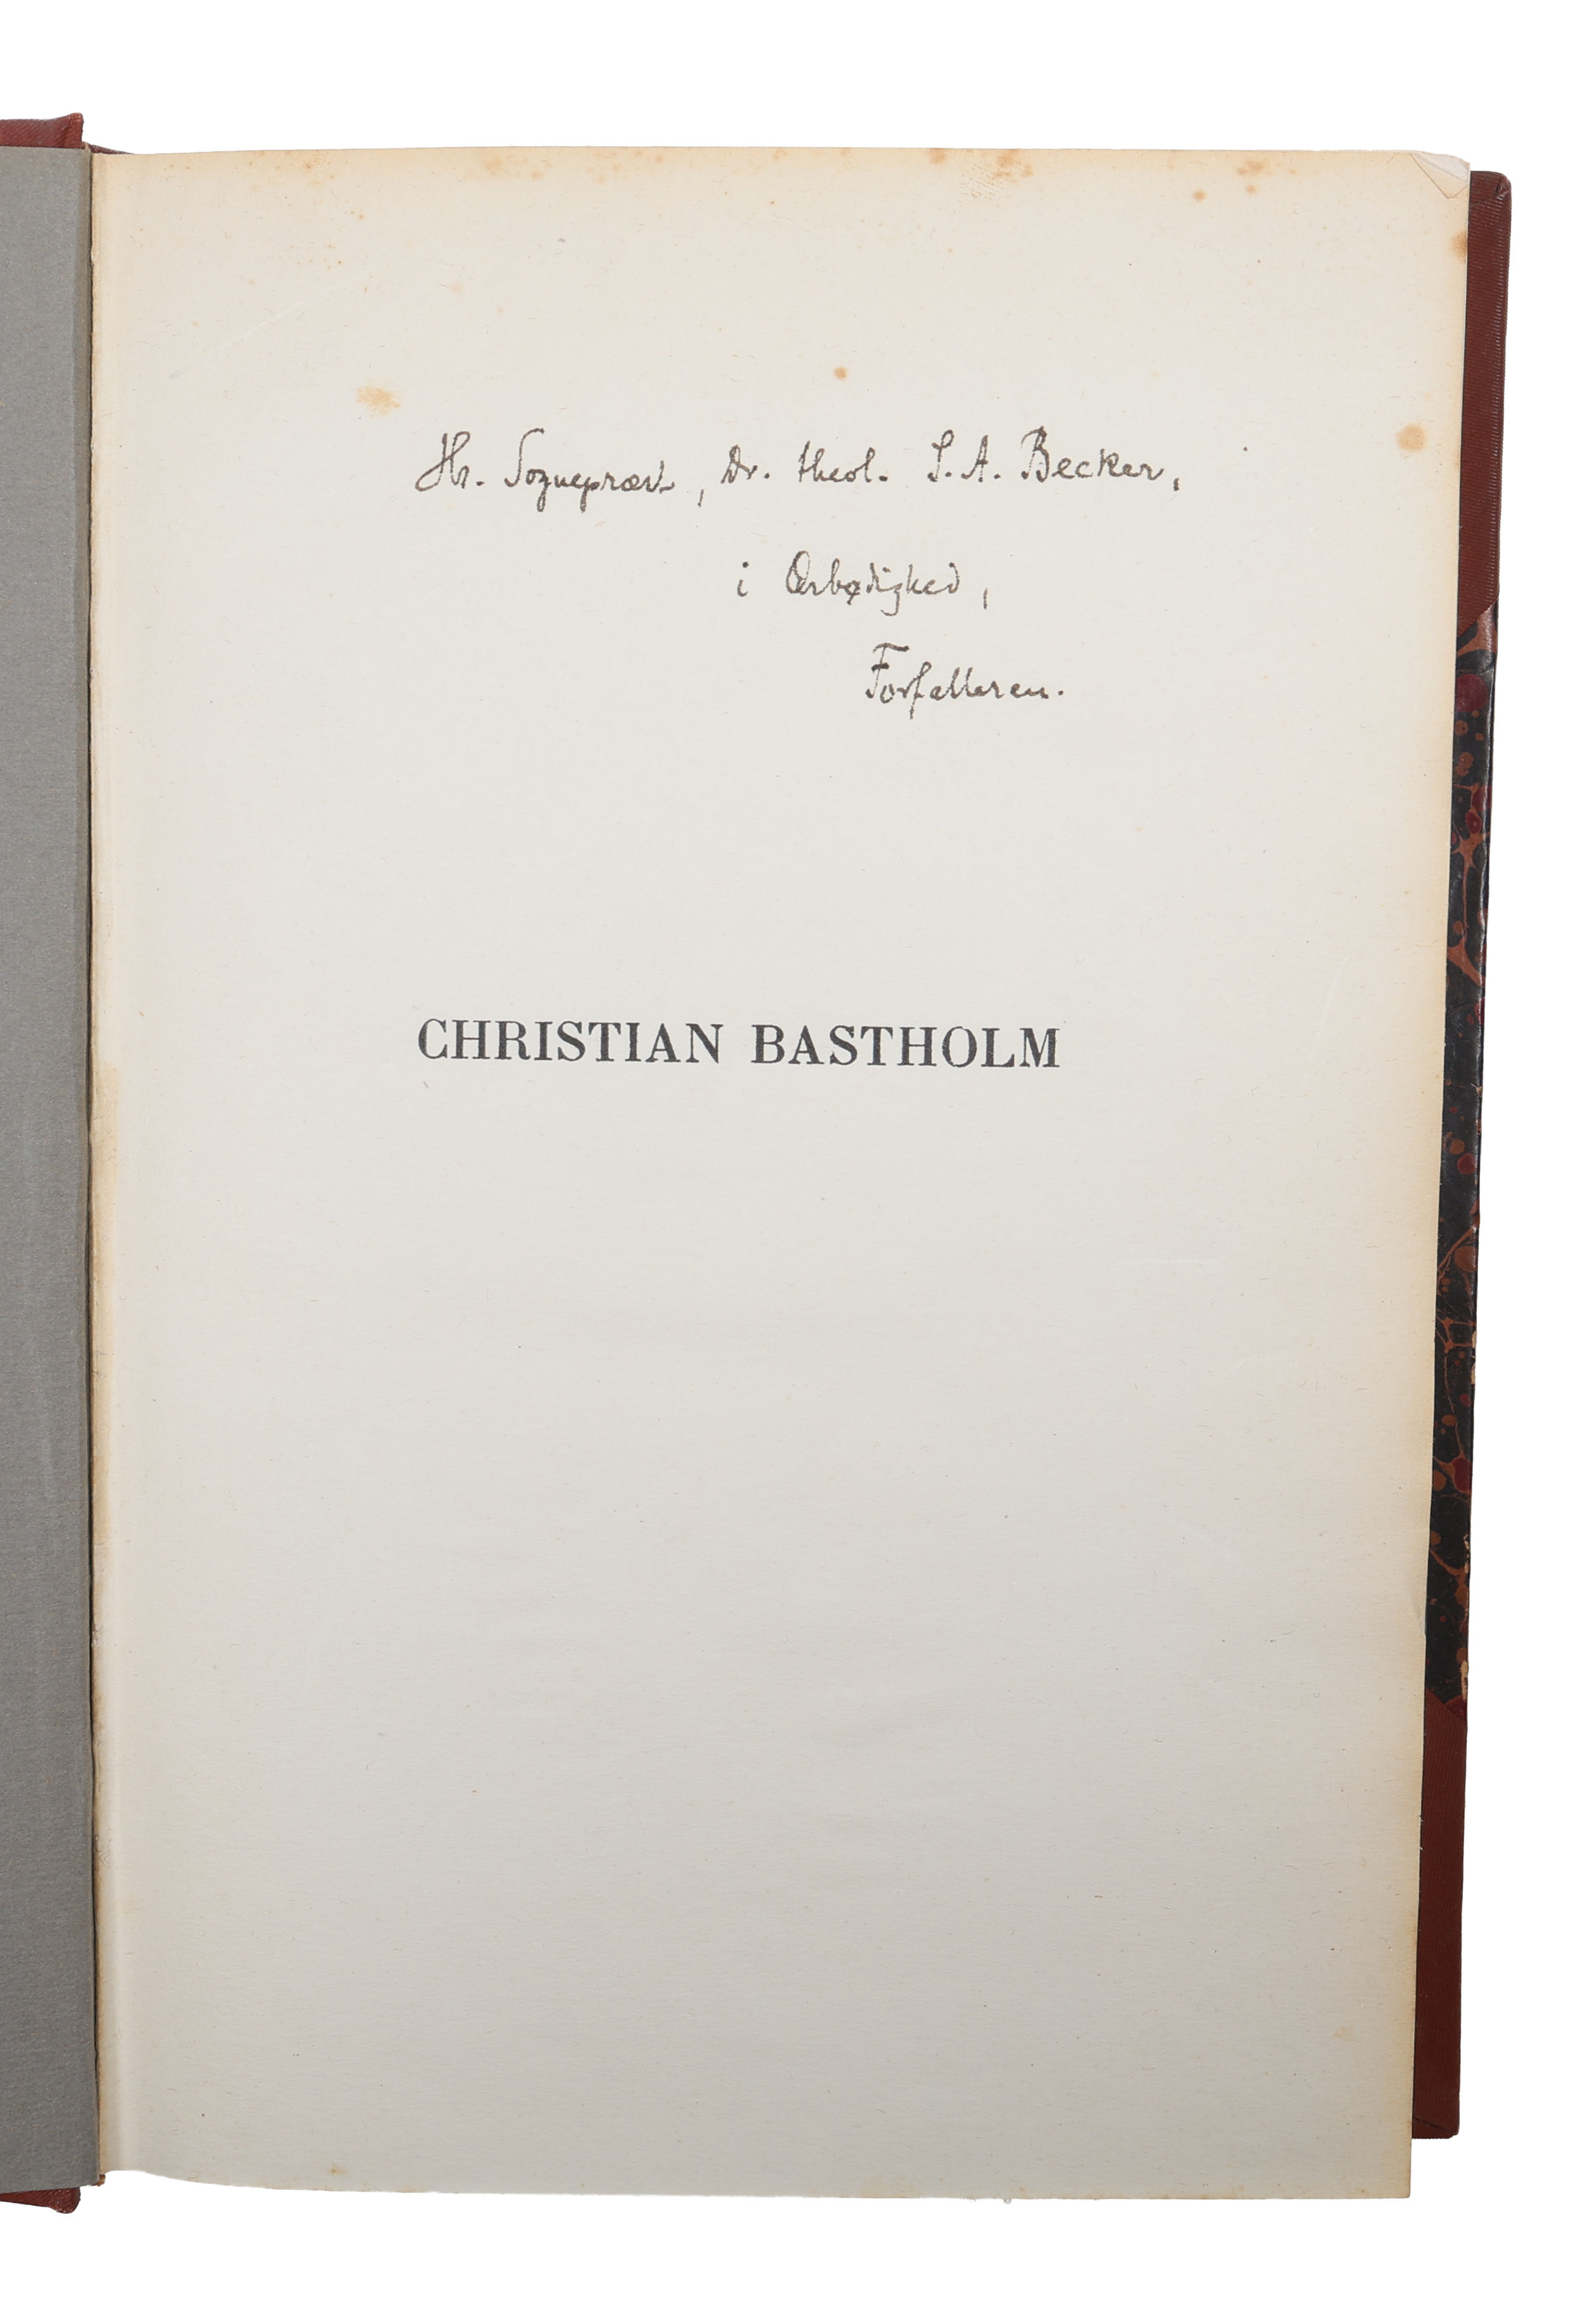 Hr. Sognepræst, Dr. theol. S. A. Becker,
i Ærbødighed,
Forfatteren.
CHRISTIAN BASTHOLM